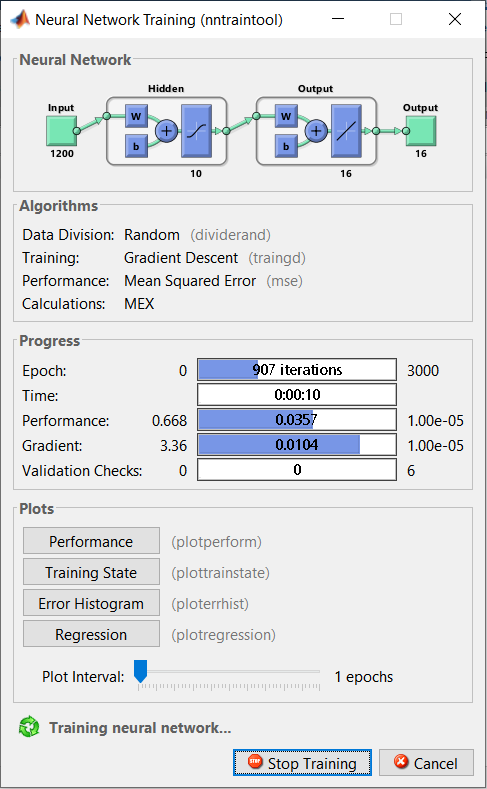 Neural Network Training (nntraintool)
Neural Network
Hidden Output
Input W b + W b + Output
1200 10 16 16
Algorithms
Data Division: Random (dividerand)
Training: Gradient Descent (traingd)
Performance: Mean Squared Error (mse)
Calculations: MEX
Progress
Epoch: 0 907 iterations 3000
Time: 0:00:10
Performance: 0.668 0.0357 1.00e-05
Gradient: 3.36 0.0104 1.00e-05
Validation Checks: 0 0 6
Plots
Performance (plotperform)
Training State (plottrainstate)
Error Histogram (ploterrhist)
Regression (plotregression)
Plot Interval: 1 epochs
Training neural network...
STOP Stop Training Cancel